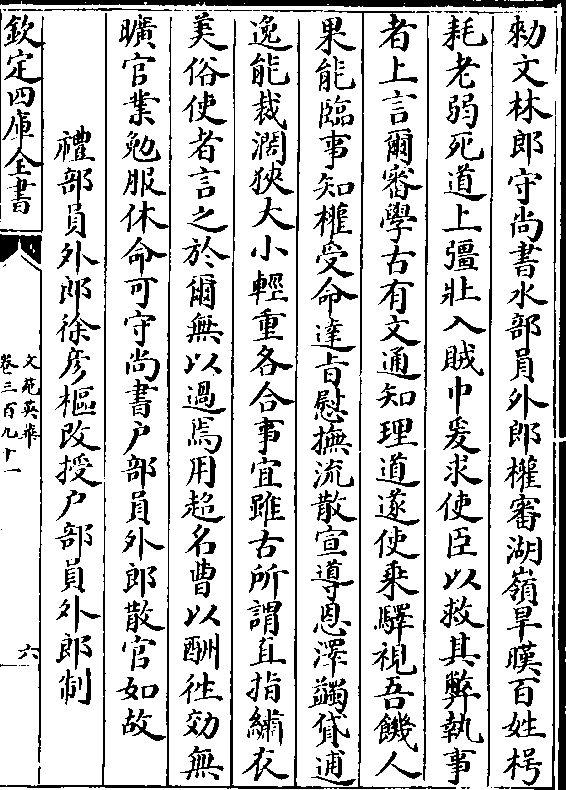 勅文林郎守尚書水部員外郎權審湖嶺旱暵百姓枵
耗老弱死道上彊壯入賊中爰求使臣以救其弊執事
者上言爾審學古有文通知理道遂使乘驛視吾饑人
果能臨事知權受命達旨慰撫流散宣導恩澤蠲貸逋
逸能裁濶狹大小輕重各合事宜雖古所謂直指繡衣
美俗使者言之於爾無以過焉用超名曹以酬徃効無
曠官業勉服休命可守尚書户部員外郎散官如故
禮部員外郎徐彦樞改授户部員外郎制
欽定四庫全書
文苑英華
卷三百九十一
六